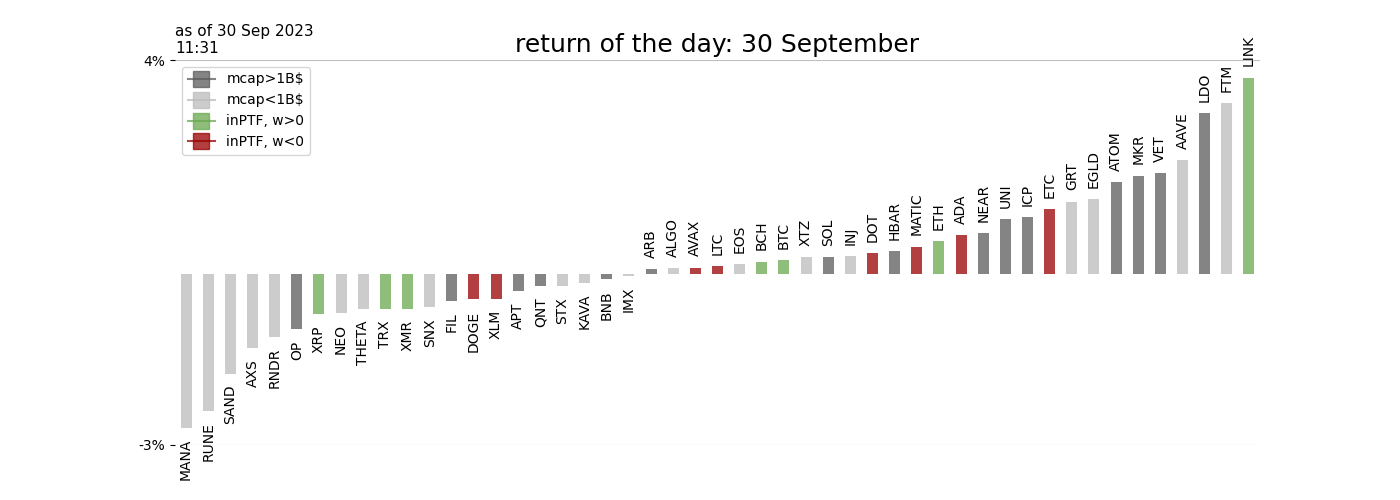 as of 30 Sep 2023
11:31
return of the day: 30 September
4%
mcap>1B$
mcap<1B$
inPTF, w>0
inPTF, w<0
-3%
MANA
RUNE
SAND
AXS
RNDR
OP
XRP
NEO
THETA
TRX
XMR
SNX
FIL
DOGE
XLM
APT
QNT
STX
KAVA
BNB
IMX
ARB
ALGO
AVAX
LTC
EOS
BCH
BTC
XTZ
SOL
INJ
DOT
HBAR
MATIC
ETH
ADA
NEAR
UNI
ICP
ETC
GRT
EGLD
ATOM
MKR
VET
AAVE
LDO
FTM
LINK